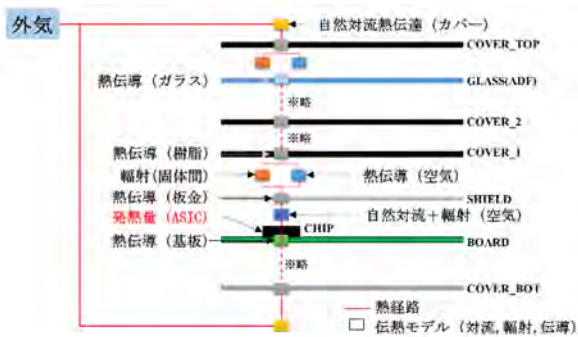 外気
自然対流熱伝達（カバー）
COVER_TOP
熱伝導（ガラス）
GLASS(ADF)
※略
COVER_2
※略
熱伝導（樹脂）
COVER_1
輻射(固体間)
熱伝導（空気）
熱伝導（板金）
SHIELD
発熱量（ASIC）
自然対流＋輻射（空気）
CHIP
熱伝導（基板）
BOARD
※略
COVER_BOT
熱経路
伝熱モデル（対流,輻射,伝導）